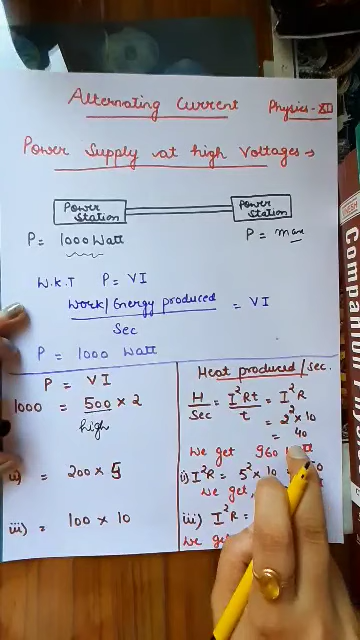 Alternating Current Physics-XII
Power Supply at high Voltages →
Power Station
Power Station
P = 1000 Watt
P = max
W.K.T P = VI
Work/Energy produced / Sec = VI
P = 1000 Watt
P = VI
1000 = 500 × 2
high
ii) = 200 × 5
iii) = 100 × 10
Heat produced/sec.
H/Sec = I²Rt/t = I²R
= 2² × 10
= 40
We get 960
ii) I²R = 5² × 10
We get
iii) I²R =
We get